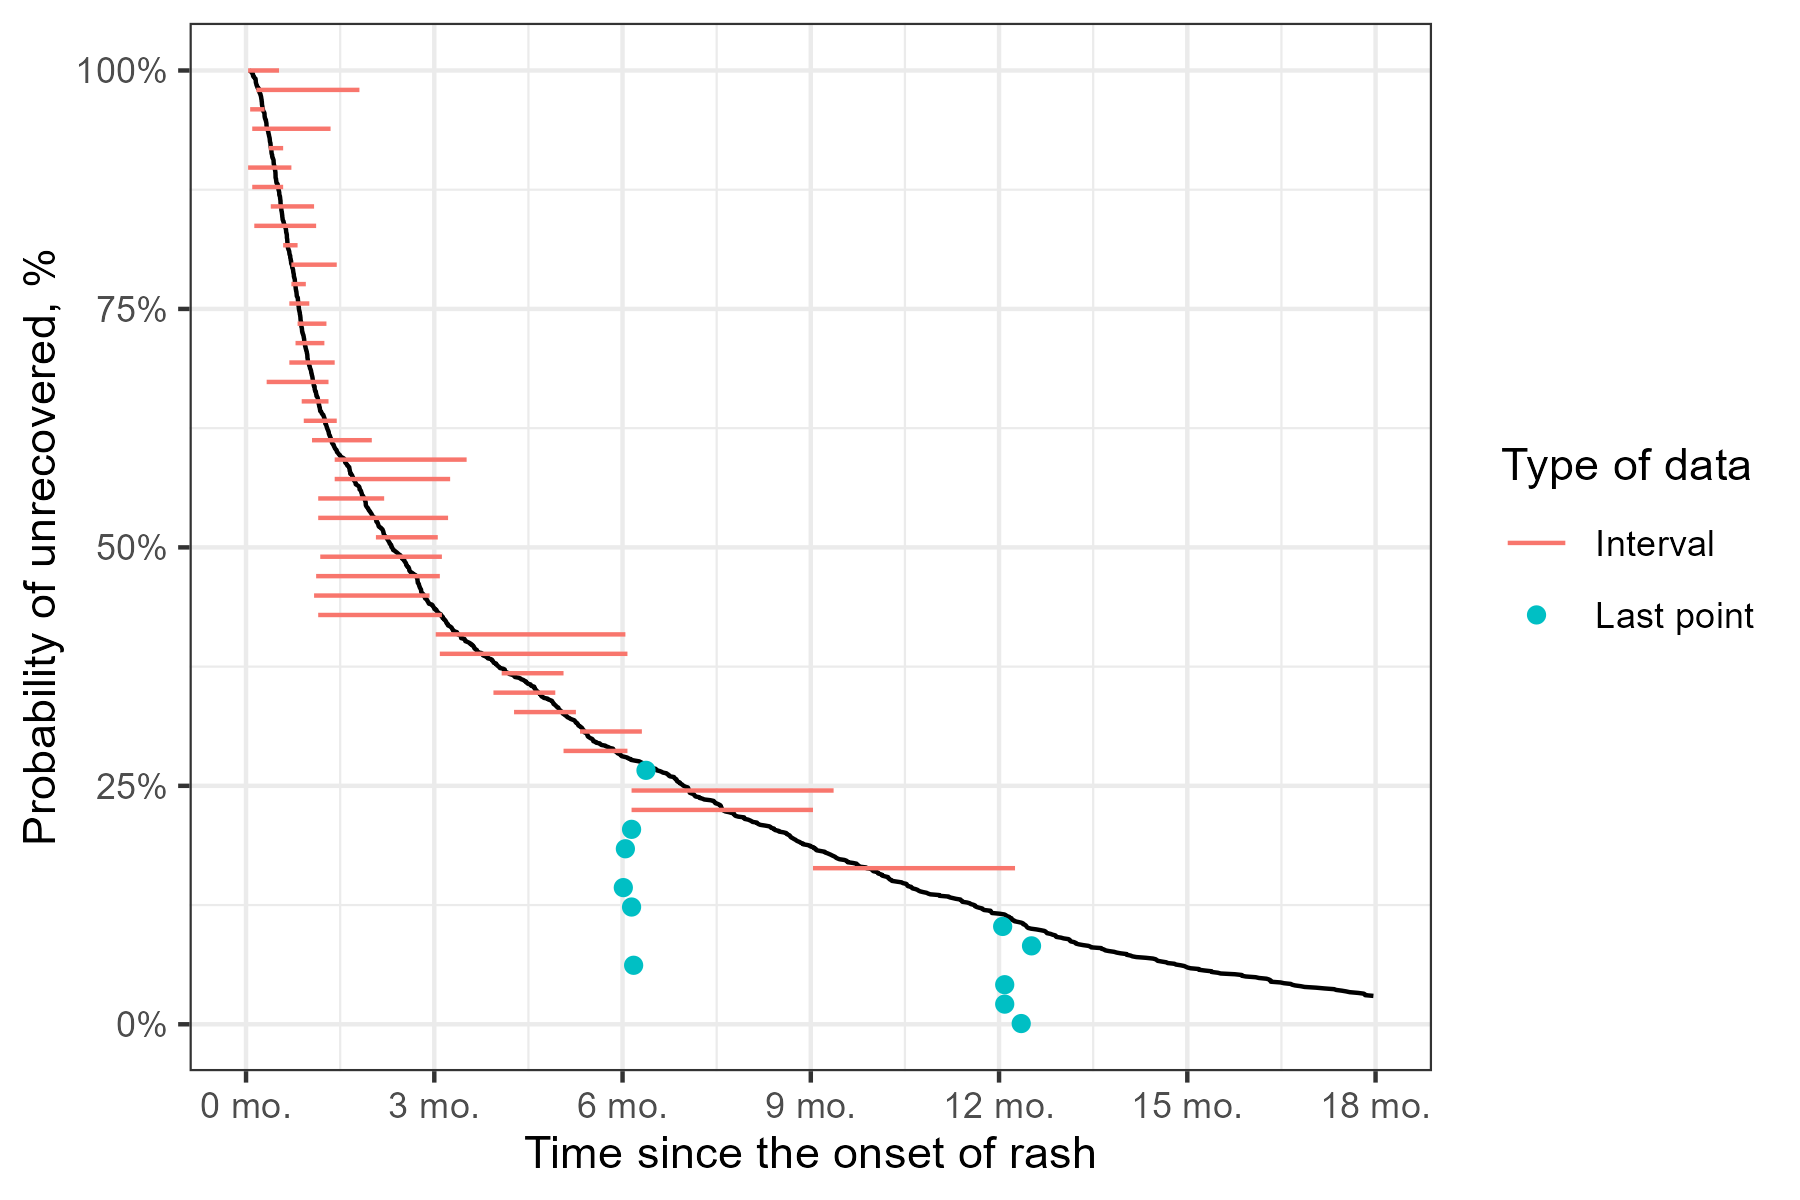 Probability of unrecovered, %
100%
75%
50%
25%
0%
0 mo.
3 mo.
6 mo.
9 mo.
12 mo.
15 mo.
18 mo.
Time since the onset of rash
Type of data
Interval
Last point